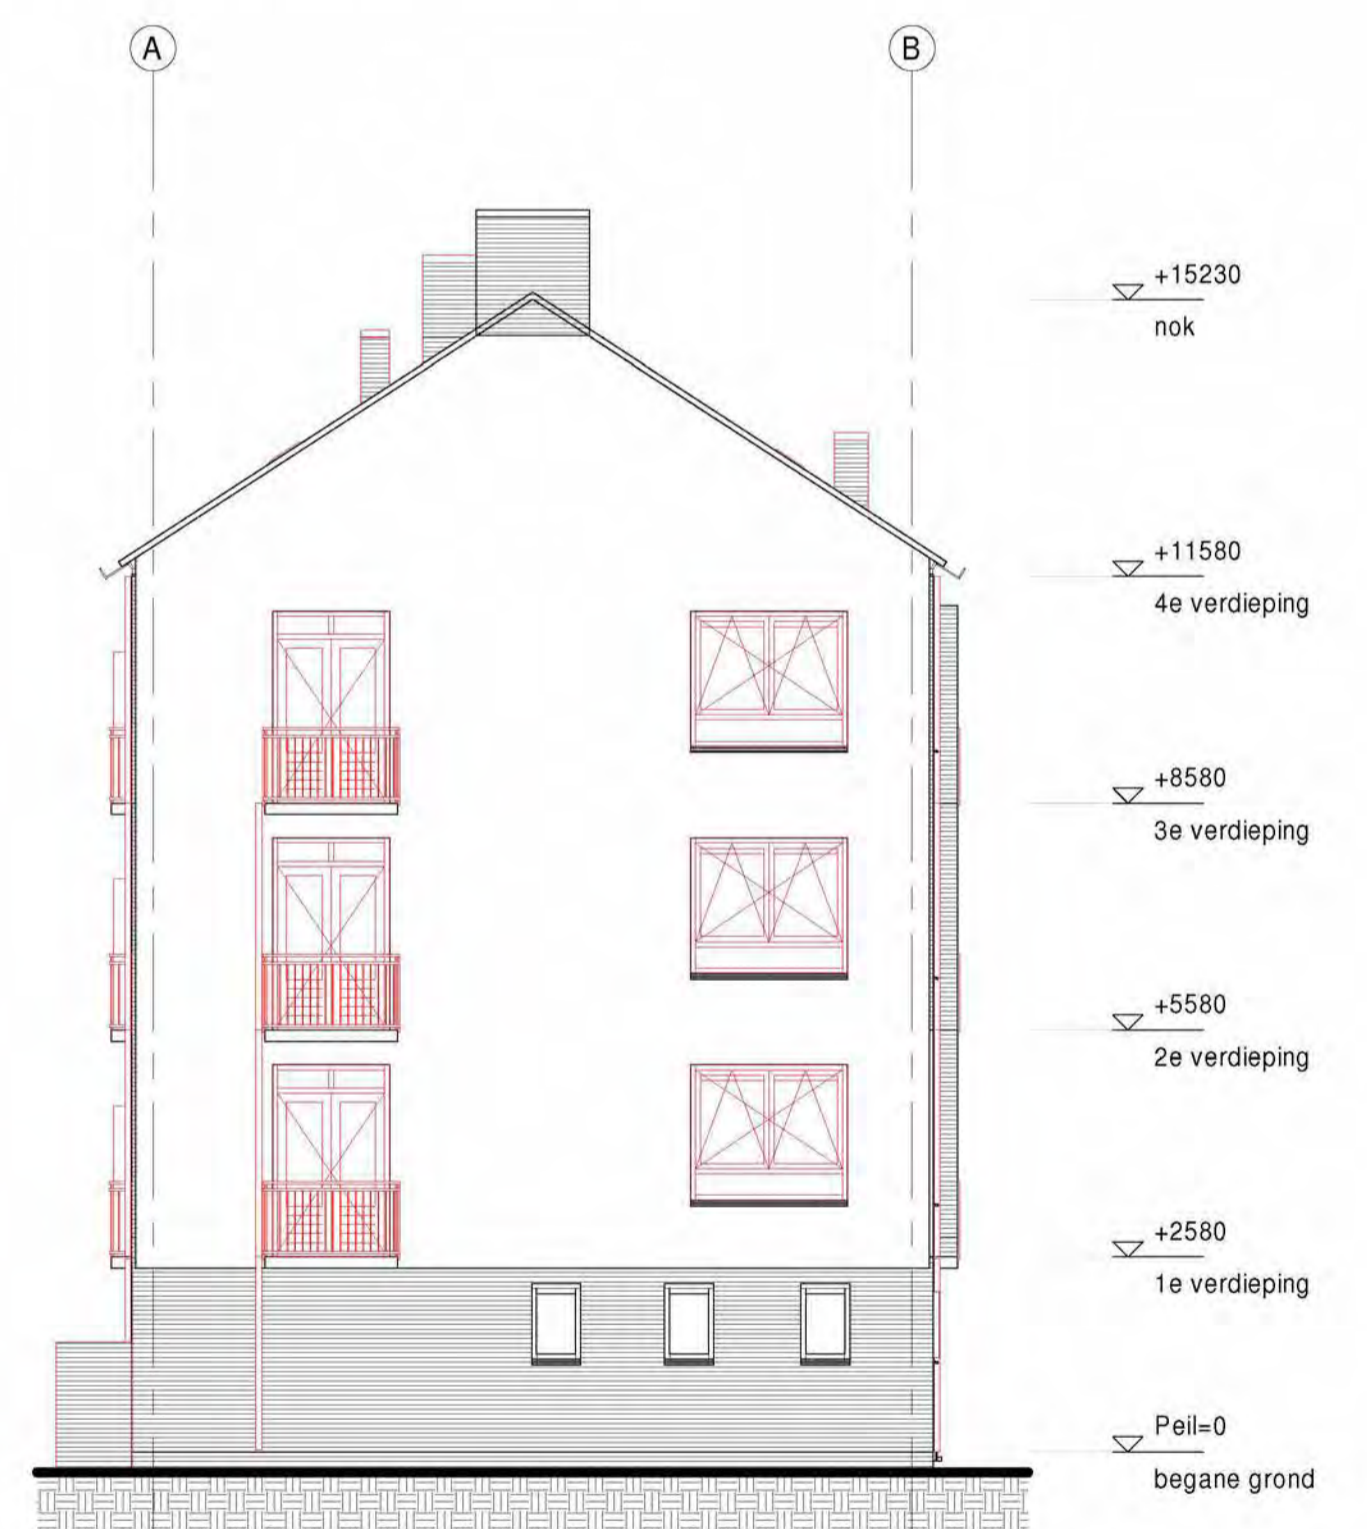 A
B
+15230
nok
+11580
4e verdieping
+8580
3e verdieping
+5580
2e verdieping
+2580
1e verdieping
Peil=0
begane grond